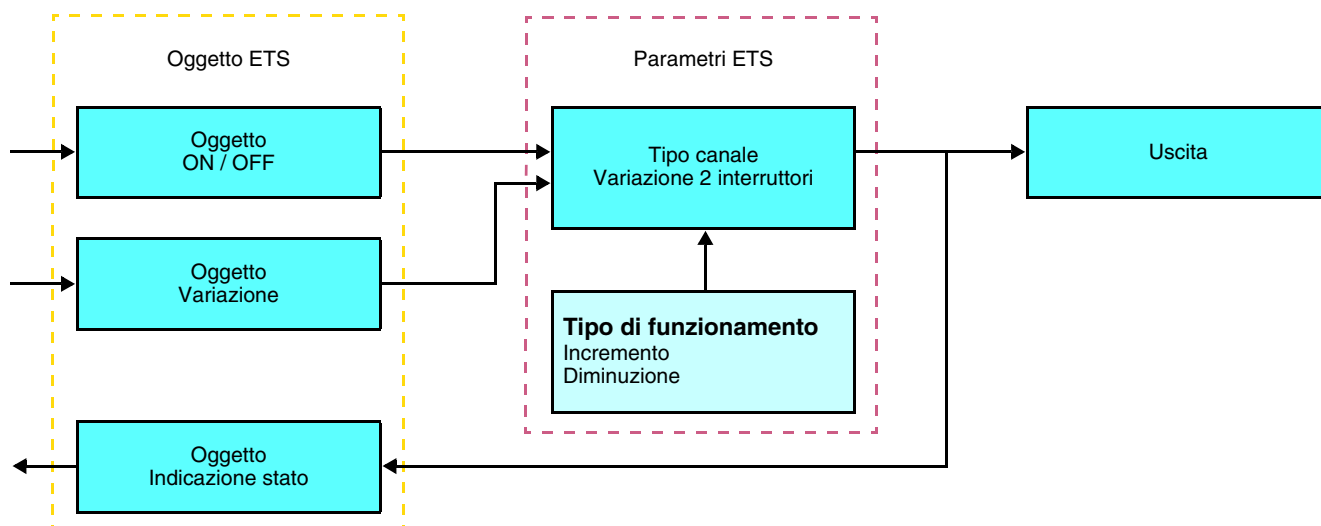 Oggetto ETS
Parametri ETS
Oggetto
ON / OFF
Tipo canale
Variazione 2 interruttori
Uscita
Oggetto
Variazione
Tipo di funzionamento
Incremento
Diminuzione
Oggetto
Indicazione stato